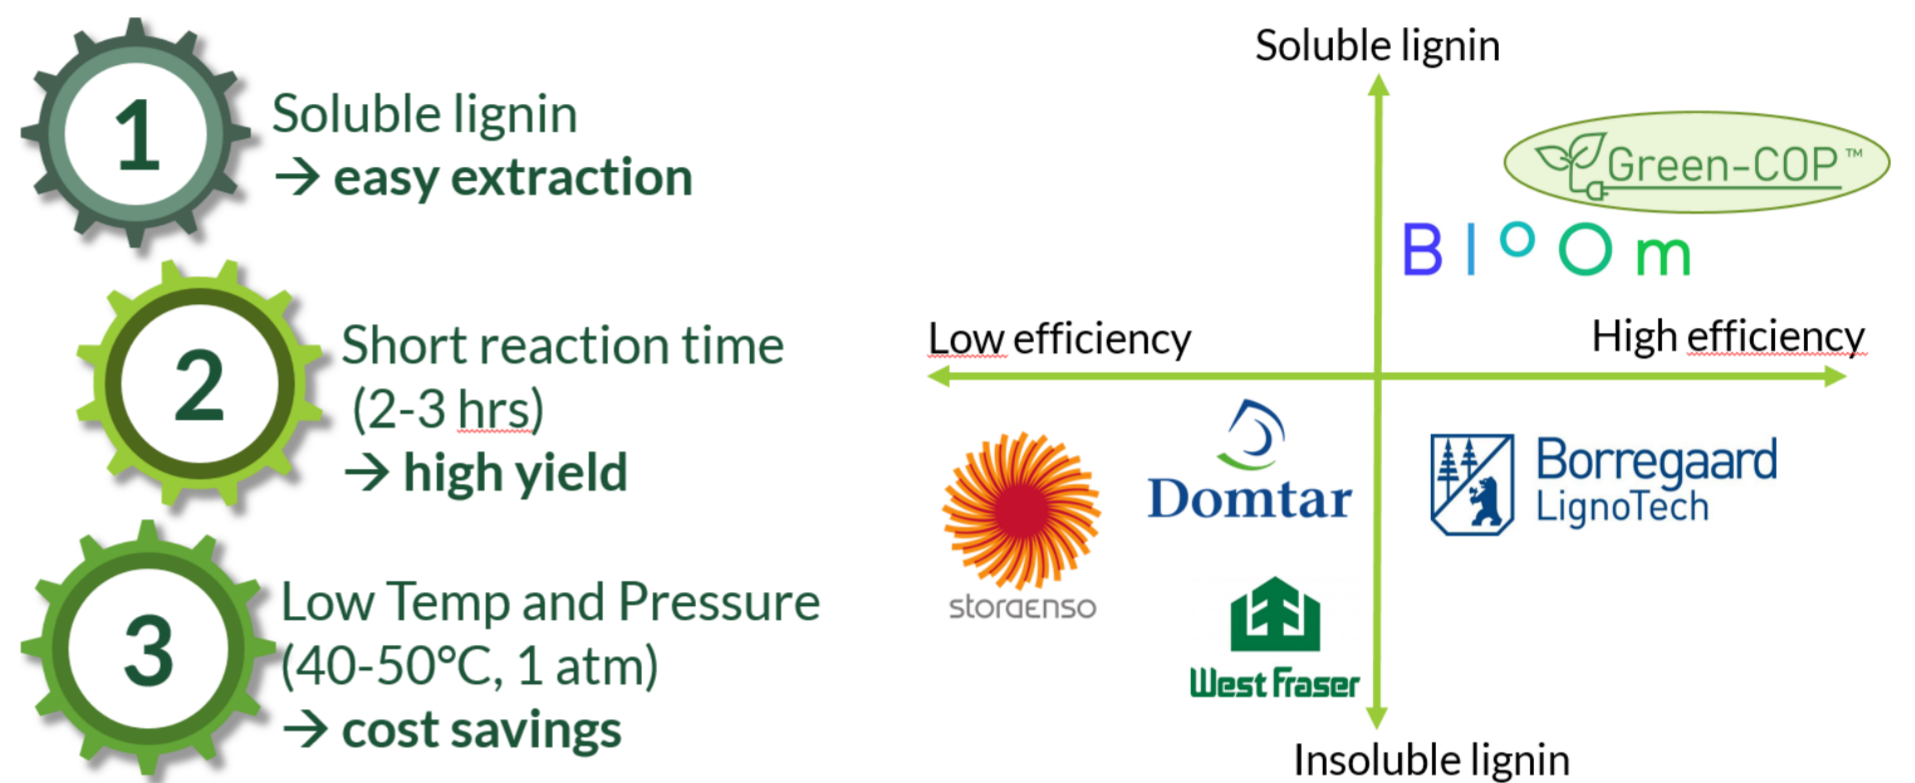 1
Soluble lignin
→ easy extraction
2
Short reaction time
(2-3 hrs)
→ high yield
3
Low Temp and Pressure
(40-50°C, 1 atm)
→ cost savings
Soluble lignin
Green-COP™
Bloom
Low efficiency
High efficiency
storaenso
Domtar
West Fraser
Borregaard
LignoTech
Insoluble lignin